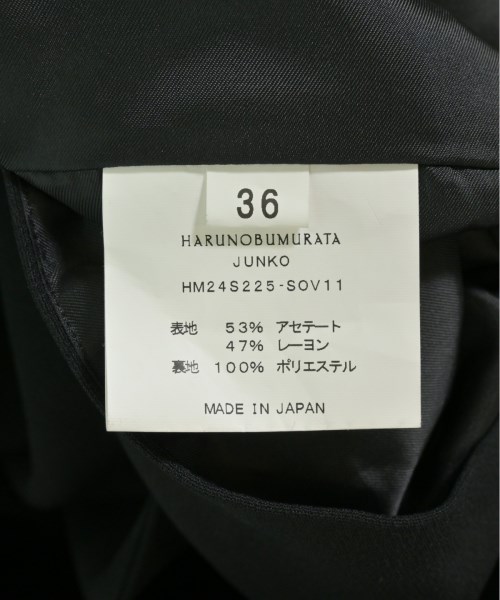 36
HARUNOBUMURATA
JUNKO
HM24S225-SOV11
表地 53% アセテート
47% レーヨン
裏地 100% ポリエステル
MADE IN JAPAN